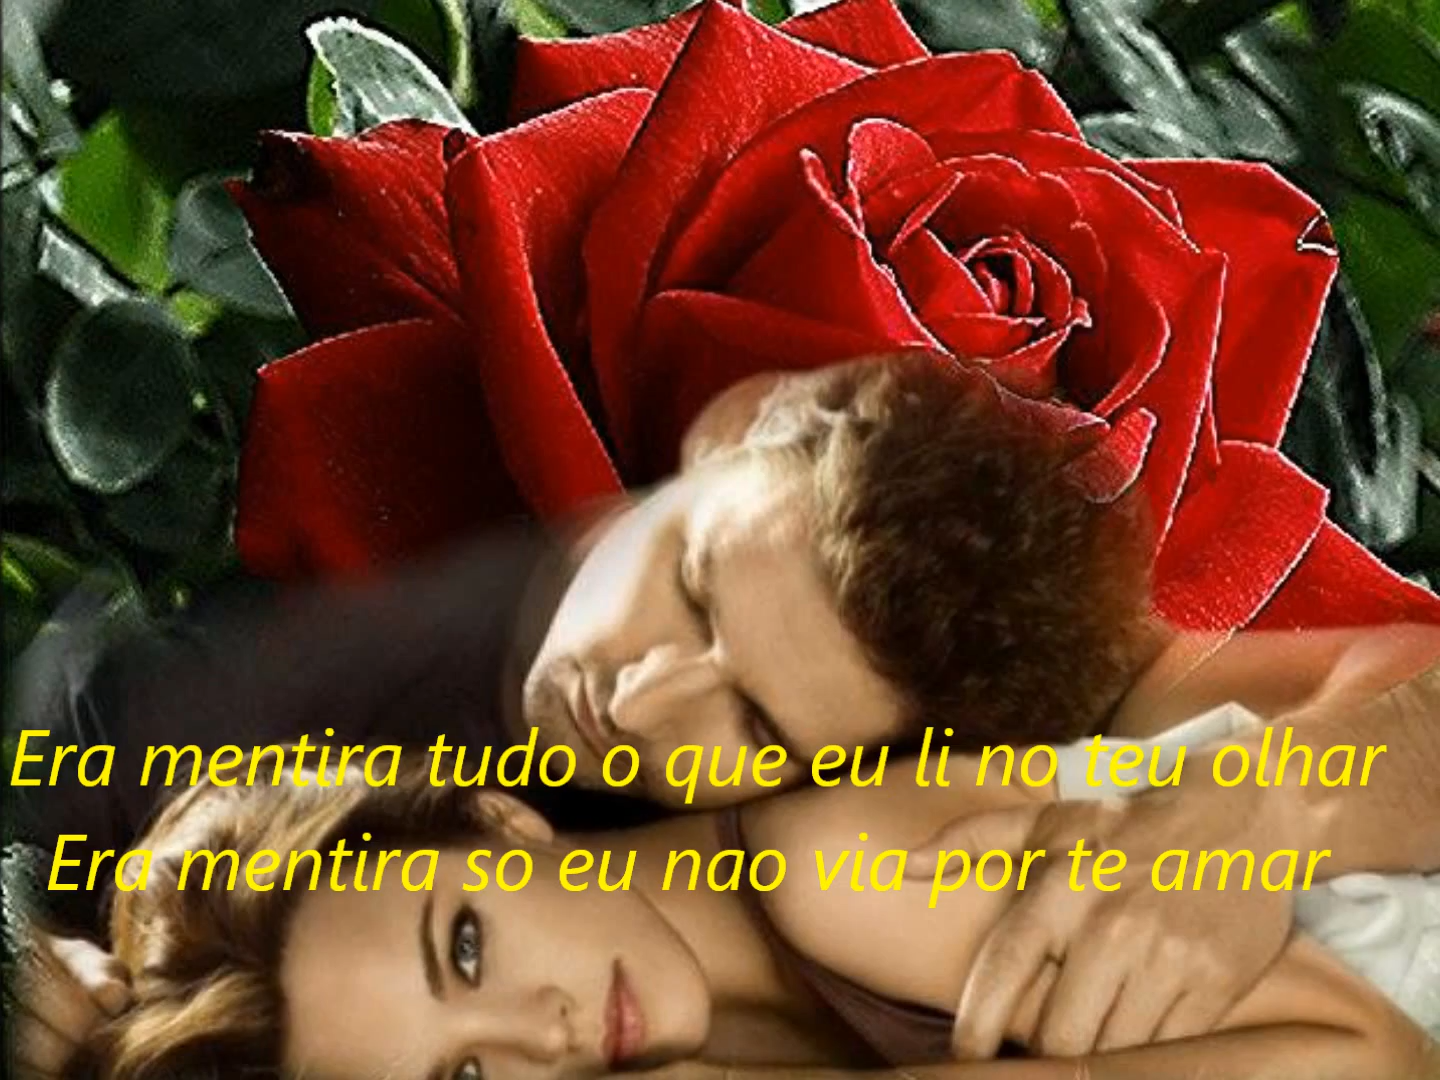 Era mentira tudo o que eu li no teu olhar
Era mentira so eu nao via por te amar